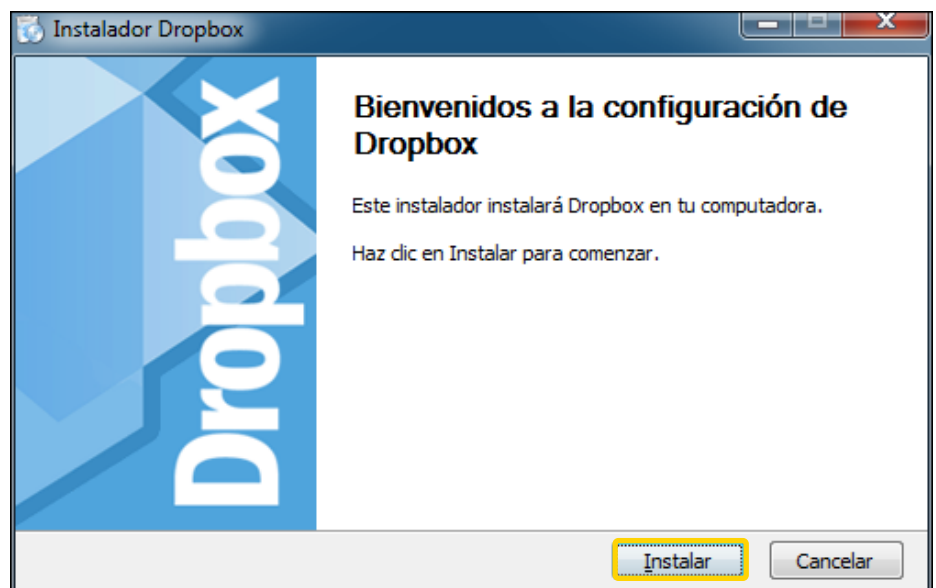 Instalador Dropbox
Dropbox
Bienvenidos a la configuración de
Dropbox
Este instalador instalará Dropbox en tu computadora.
Haz clic en Instalar para comenzar.
Instalar
Cancelar